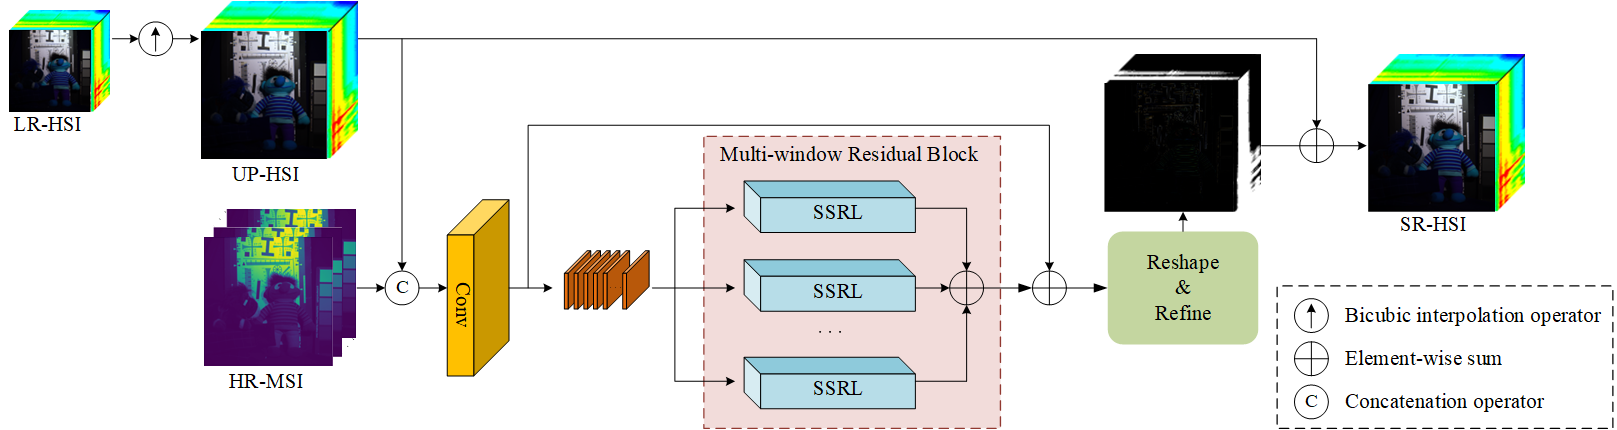 LR-HSI
UP-HSI
HR-MSI
C
Conv
Multi-window Residual Block
SSRL
SSRL
. . .
SSRL
Reshape
&
Refine
SR-HSI
Bicubic interpolation operator
Element-wise sum
C Concatenation operator